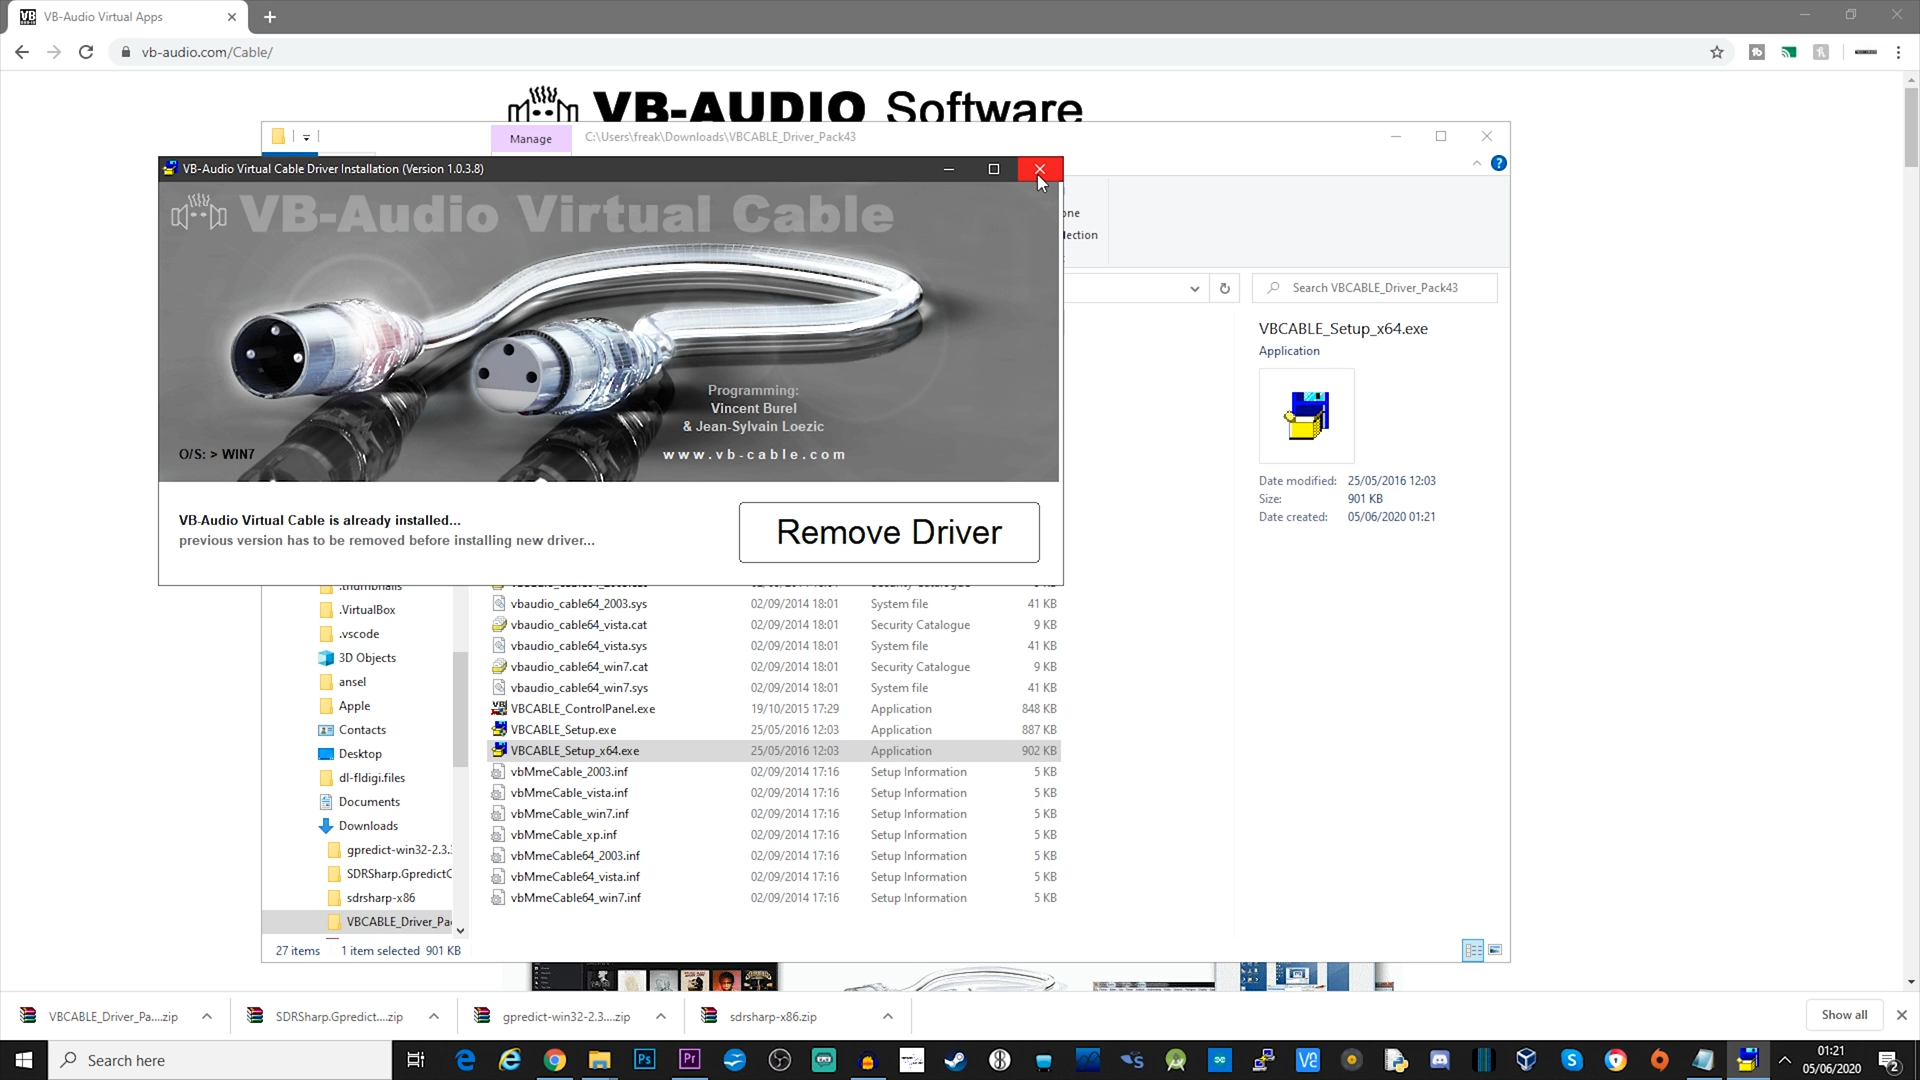 VB-Audio Virtual Apps
vb-audio.com/Cable/
VB-AUDIO Software
Manage
C:\Users\freak\Downloads\VBCABLE_Driver_Pack43
VB-Audio Virtual Cable Driver Installation (Version 1.0.3.8)
VB-Audio Virtual Cable
Programming:
Vincent Burel
& Jean-Sylvain Loezic
www.vb-cable.com
O/S: > WIN7
VB-Audio Virtual Cable is already installed...
previous version has to be removed before installing new driver...
Remove Driver
one
lection
Search VBCABLE_Driver_Pack43
VBCABLE_Setup_x64.exe
Application
Date modified: 25/05/2016 12:03
Size: 901 KB
Date created: 05/06/2020 01:21
.thumbnails
.VirtualBox
.vscode
3D Objects
ansel
Apple
Contacts
Desktop
dl-fldigi.files
Documents
Downloads
gpredict-win32-2.3.
SDRSharp.GpredictC
sdrsharp-x86
VBCABLE_Driver_Pac
vbaudio_cable64_2003.sys 02/09/2014 18:01 System file 41 KB
vbaudio_cable64_vista.cat 02/09/2014 18:01 Security Catalogue 9 KB
vbaudio_cable64_vista.sys 02/09/2014 18:01 System file 41 KB
vbaudio_cable64_win7.cat 02/09/2014 18:01 Security Catalogue 9 KB
vbaudio_cable64_win7.sys 02/09/2014 18:01 System file 41 KB
VBCABLE_ControlPanel.exe 19/10/2015 17:29 Application 848 KB
VBCABLE_Setup.exe 25/05/2016 12:03 Application 887 KB
VBCABLE_Setup_x64.exe 25/05/2016 12:03 Application 902 KB
vbMmeCable_2003.inf 02/09/2014 17:16 Setup Information 5 KB
vbMmeCable_vista.inf 02/09/2014 17:16 Setup Information 5 KB
vbMmeCable_win7.inf 02/09/2014 17:16 Setup Information 5 KB
vbMmeCable_xp.inf 02/09/2014 17:16 Setup Information 5 KB
vbMmeCable64_2003.inf 02/09/2014 17:16 Setup Information 5 KB
vbMmeCable64_vista.inf 02/09/2014 17:16 Setup Information 5 KB
vbMmeCable64_win7.inf 02/09/2014 17:16 Setup Information 5 KB
27 items 1 item selected 901 KB
VBCABLE_Driver_Pa....zip
SDRSharp.Gpredict....zip
gpredict-win32-2.3....zip
sdrsharp-x86.zip
Show all
Search here
01:21
05/06/2020
2